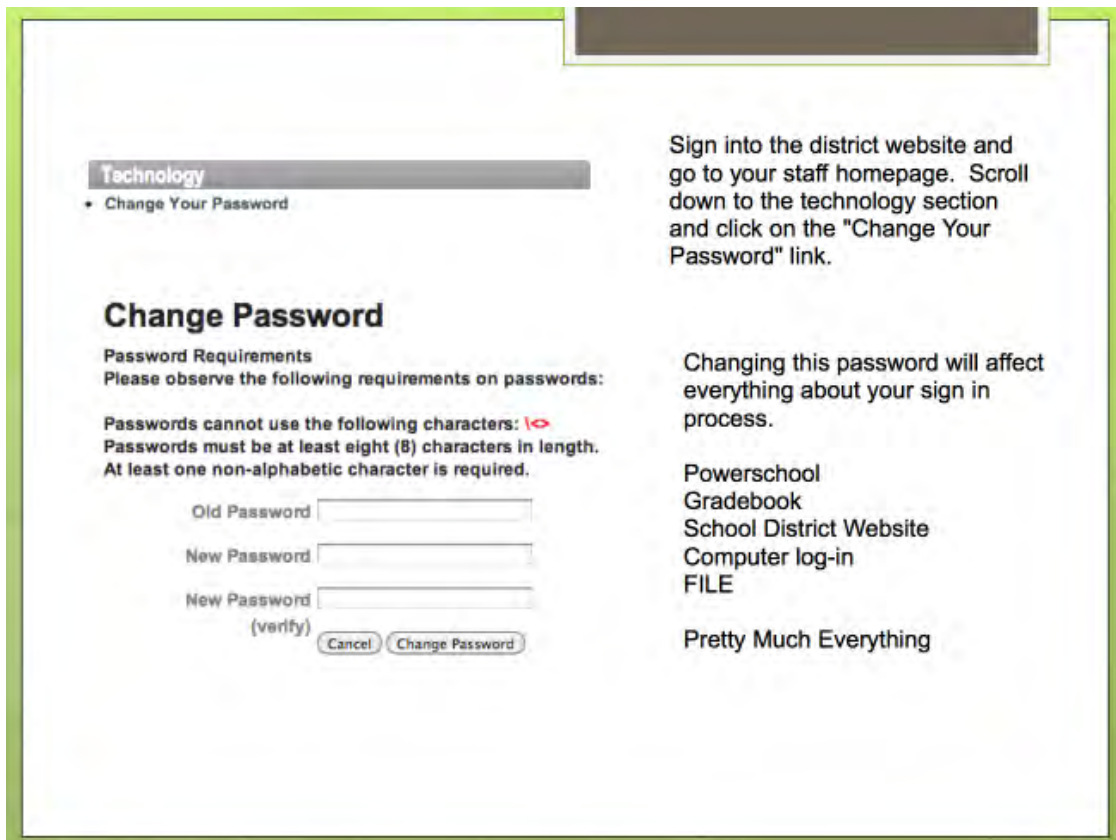 Technology
• Change Your Password
Sign into the district website and
go to your staff homepage. Scroll
down to the technology section
and click on the "Change Your
Password" link.
Change Password
Password Requirements
Please observe the following requirements on passwords:
Passwords cannot use the following characters: \<>
Passwords must be at least eight (8) characters in length.
At least one non-alphabetic character is required.
Old Password
New Password
New Password
(verify)
Cancel Change Password
Changing this password will affect
everything about your sign in
process.
Powerschool
Gradebook
School District Website
Computer log-in
FILE
Pretty Much Everything